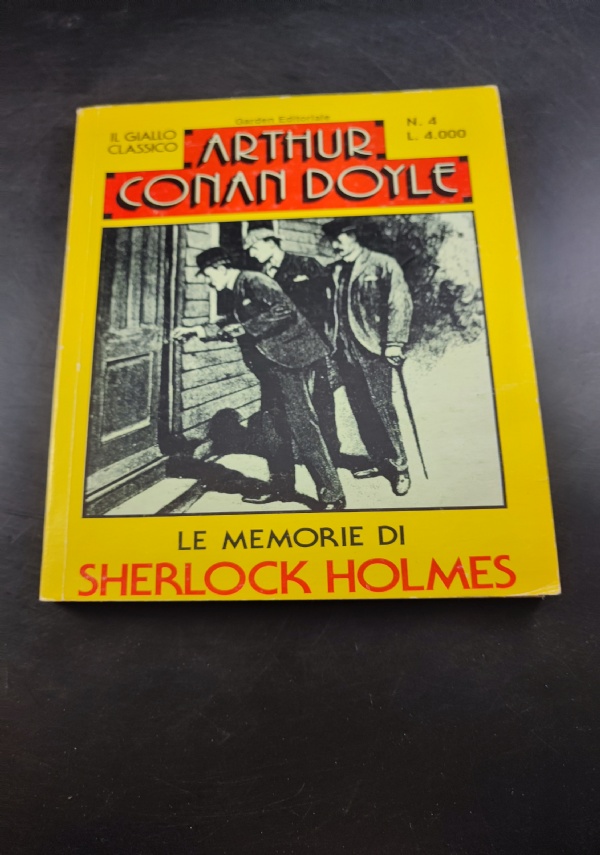 Garden Editoriale
IL GIALLO
CLASSICO
N. 4
L. 4.000
ARTHUR
CONAN DOYLE
LE MEMORIE DI
SHERLOCK HOLMES